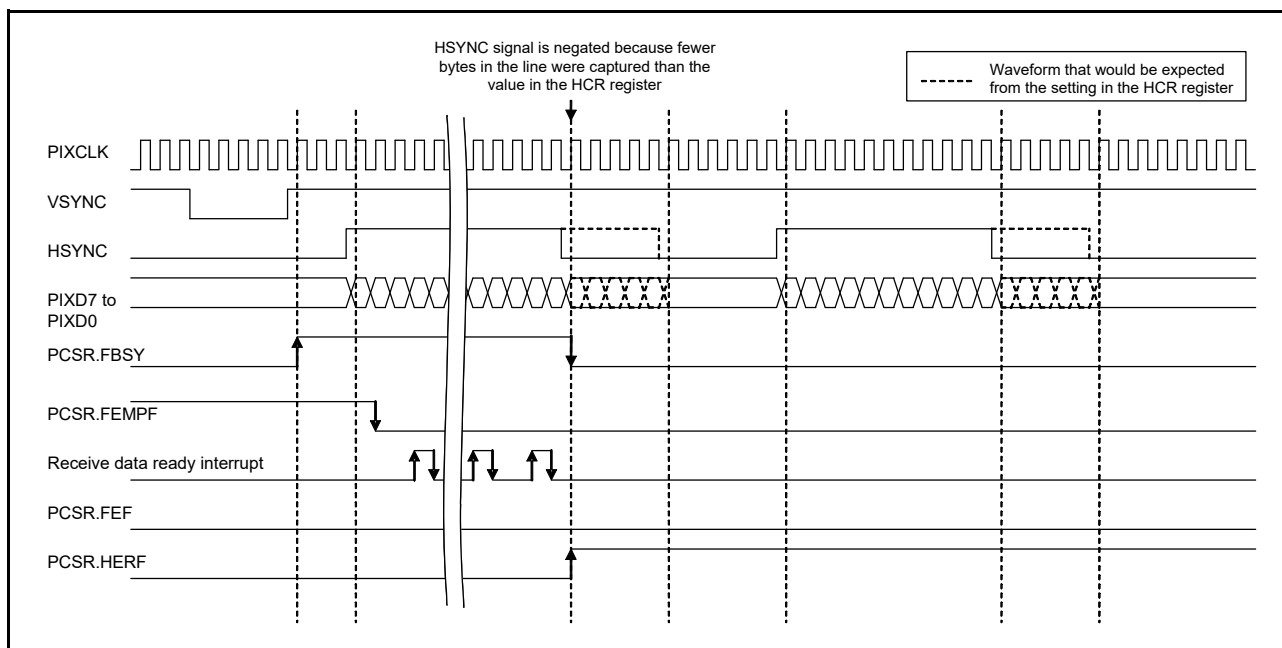 HSYNC signal is negated because fewer
bytes in the line were captured than the
value in the HCR register
Waveform that would be expected
from the setting in the HCR register
PIXCLK
VSYNC
HSYNC
PIXD7 to
PIXD0
PCSR.FBSY
PCSR.FEMPF
Receive data ready interrupt
PCSR.FEF
PCSR.HERF